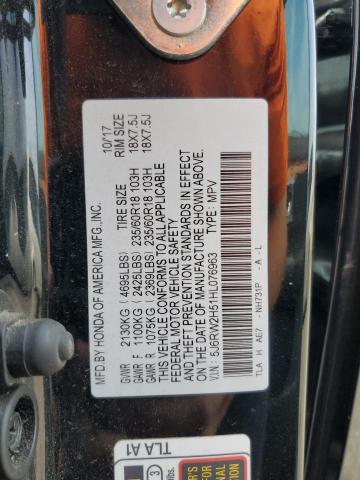 MFD.BY HONDA OF AMERICA MFG.,INC. 10/'17
TIRE SIZE RIM SIZE
GVWR 2130KG (4695LBS)
GAWR F 1100KG (2425LBS) 235/60R18 103H 18X7.5J
GAWR R 1075KG (2369LBS) 235/60R18 103H 18X7.5J
THIS VEHICLE CONFORMS TO ALL APPLICABLE
FEDERAL MOTOR VEHICLE SAFETY
AND THEFT PREVENTION STANDARDS IN EFFECT
ON THE DATE OF MANUFACTURE SHOWN ABOVE.
V.I.N.: 5J6RW2H51HL076963 TYPE: MPV
TLA H AE7 - NH731P - A - L
TLA A1
3
lbs.